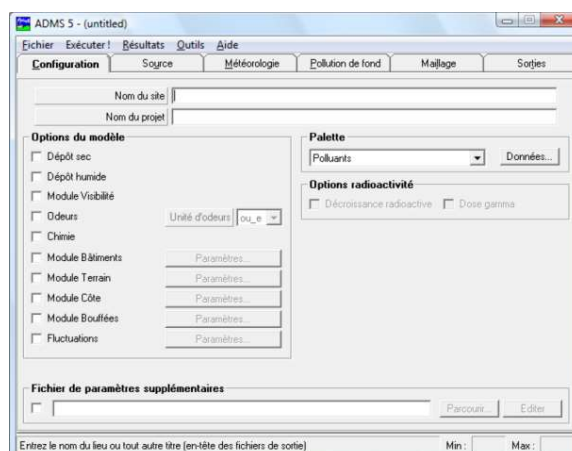 ADMS 5 - (untitled)
Fichier Exécuter ! Résultats Outils Aide
Configuration Source Météorologie Pollution de fond Maillage Sorties
Nom du site
Nom du projet
Options du modèle
Dépôt sec
Dépôt humide
Module Visibilité
Odeurs Unité d'odeurs ou_e
Chimie
Module Bâtiments Paramètres...
Module Terrain Paramètres...
Module Côte Paramètres...
Module Bouffées Paramètres...
Fluctuations Paramètres...
Palette
Polluants Données...
Options radioactivité
Décroissance radioactive Dose gamma
Fichier de paramètres supplémentaires
Parcourir... Editer
Entrez le nom du lieu ou tout autre titre (en-tête des fichiers de sortie) Min : Max :